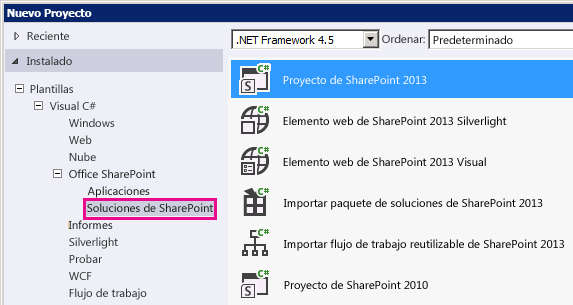 Nuevo Proyecto
Reciente
Instalado
Plantillas
Visual C#
Windows
Web
Nube
Office SharePoint
Aplicaciones
Soluciones de SharePoint
Informes
Silverlight
Probar
WCF
Flujo de trabajo
.NET Framework 4.5 Ordenar: Predeterminado
C#
S
Proyecto de SharePoint 2013
C#
Elemento web de SharePoint 2013 Silverlight
C#
Elemento web de SharePoint 2013 Visual
C#
Importar paquete de soluciones de SharePoint 2013
C#
Importar flujo de trabajo reutilizable de SharePoint 2013
C#
S
Proyecto de SharePoint 2010